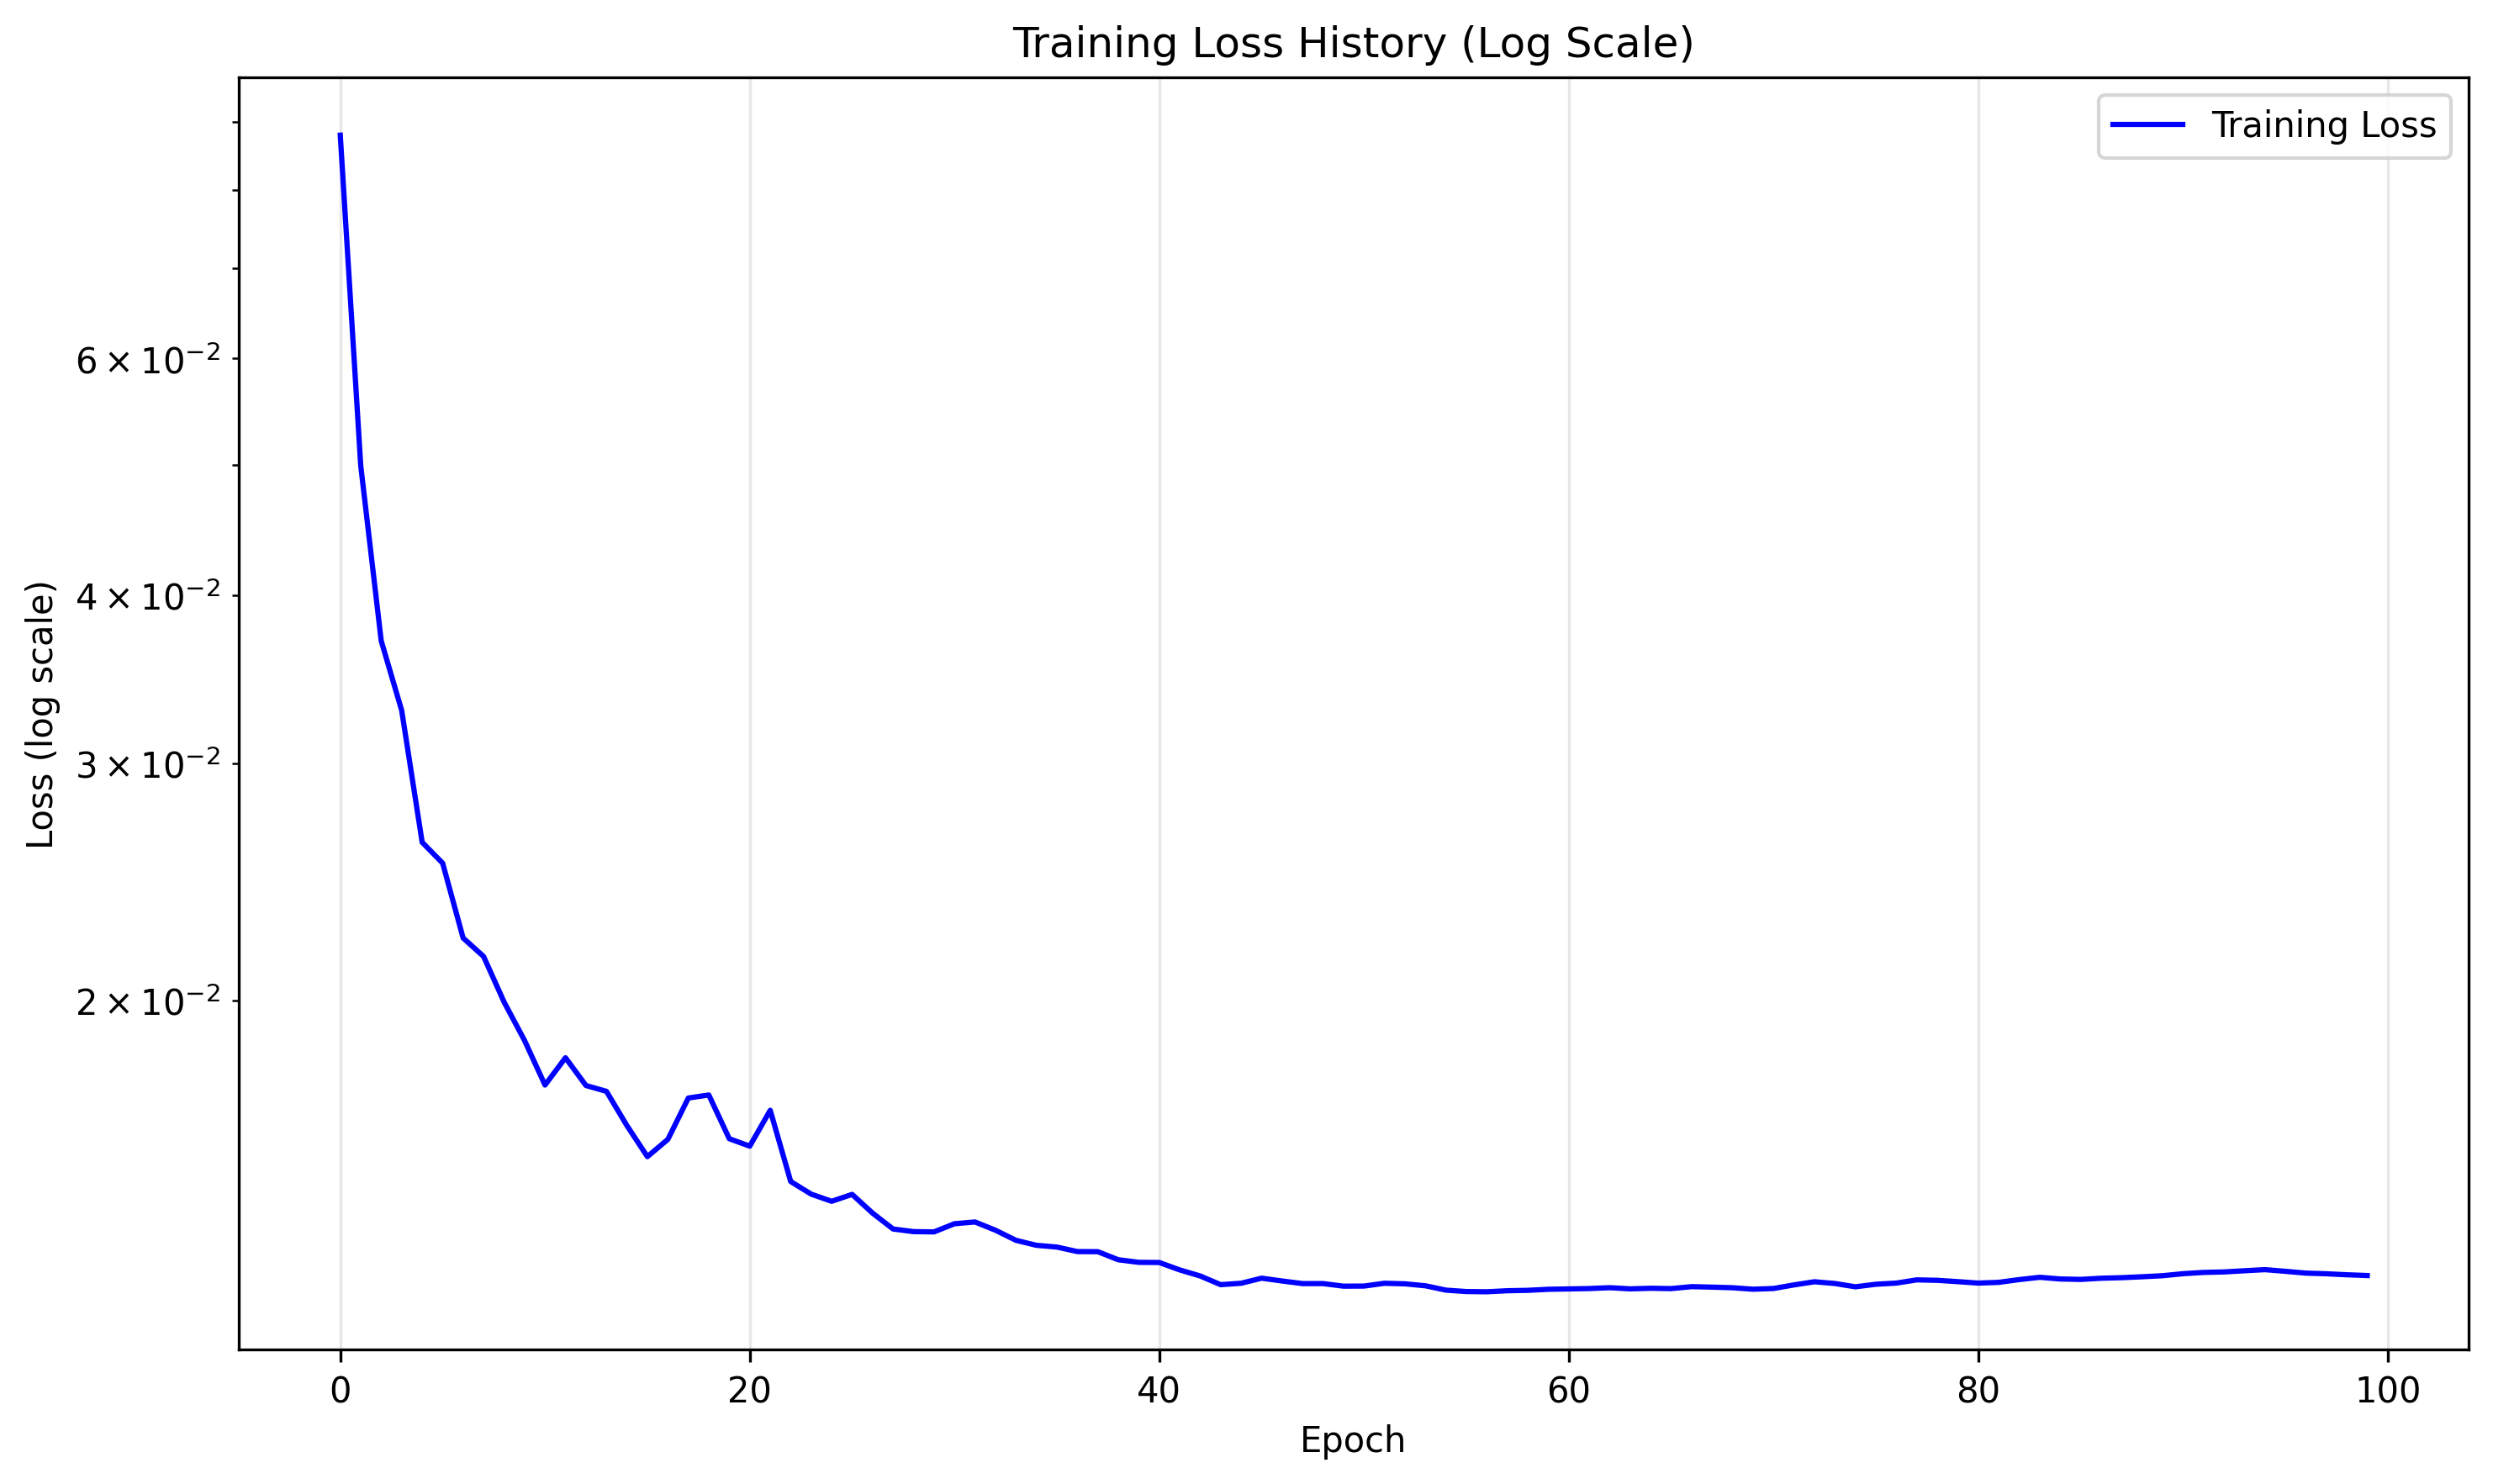 Training Loss History (Log Scale)
Training Loss
Loss (log scale)
6 × 10⁻²
4 × 10⁻²
3 × 10⁻²
2 × 10⁻²
0 20 40 60 80 100
Epoch